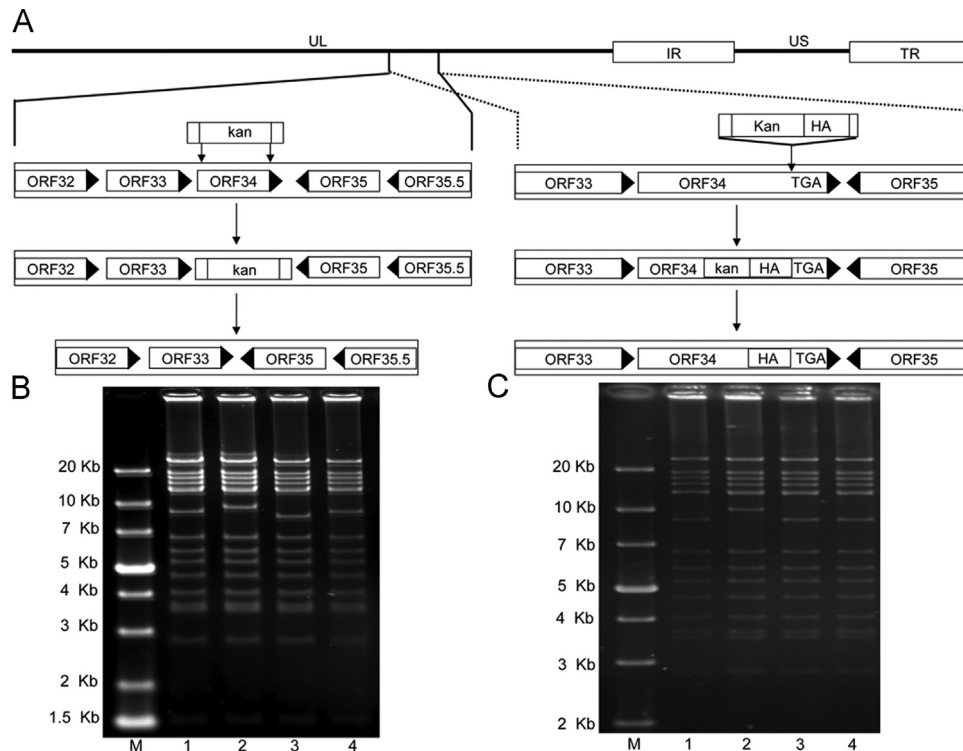 A
UL US
IR TR
kan
Kan HA
ORF32 ORF33 ORF34 ORF35 ORF35.5
ORF33 ORF34 TGA ORF35
ORF32 ORF33 kan ORF35 ORF35.5
ORF33 ORF34 kan HA TGA ORF35
ORF32 ORF33 ORF35 ORF35.5
ORF33 ORF34 HA TGA ORF35
B
20 Kb
10 Kb
7 Kb
5 Kb
4 Kb
3 Kb
2 Kb
1.5 Kb
M 1 2 3 4
C
20 Kb
10 Kb
7 Kb
5 Kb
4 Kb
3 Kb
2 Kb
M 1 2 3 4